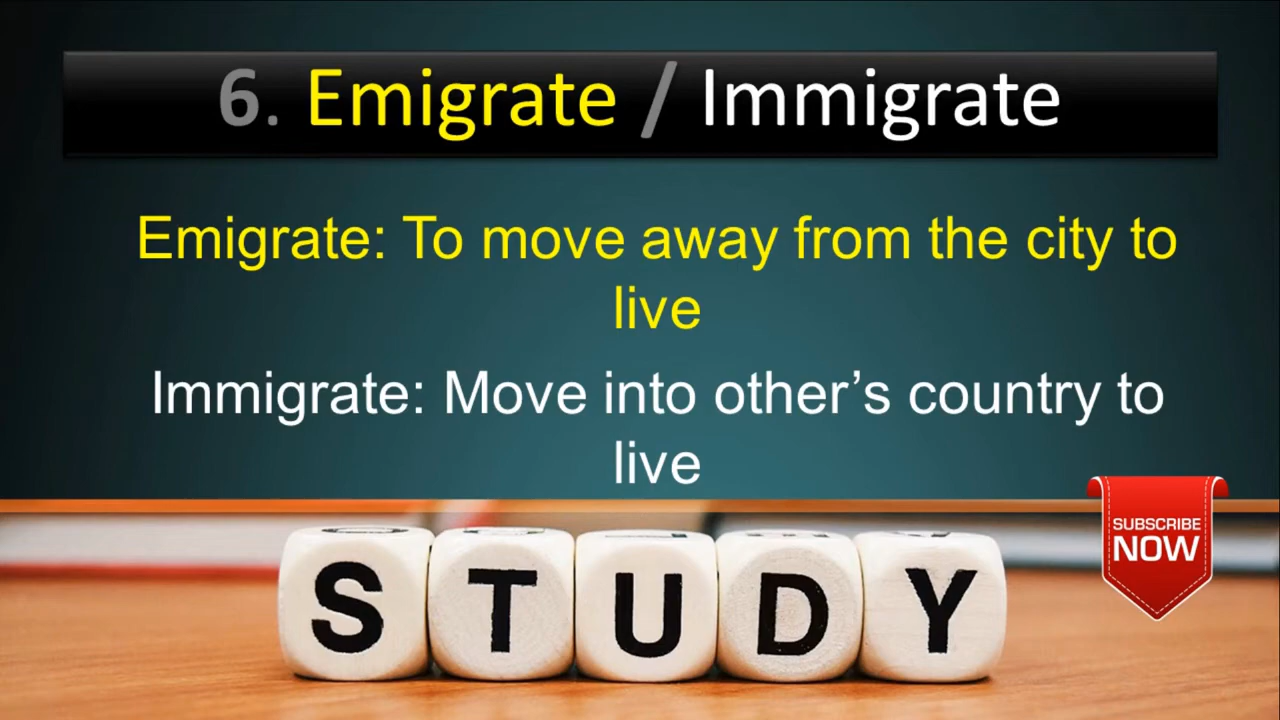 6. Emigrate / Immigrate
Emigrate: To move away from the city to
live
Immigrate: Move into other’s country to
live
SUBSCRIBE
NOW
STUDY